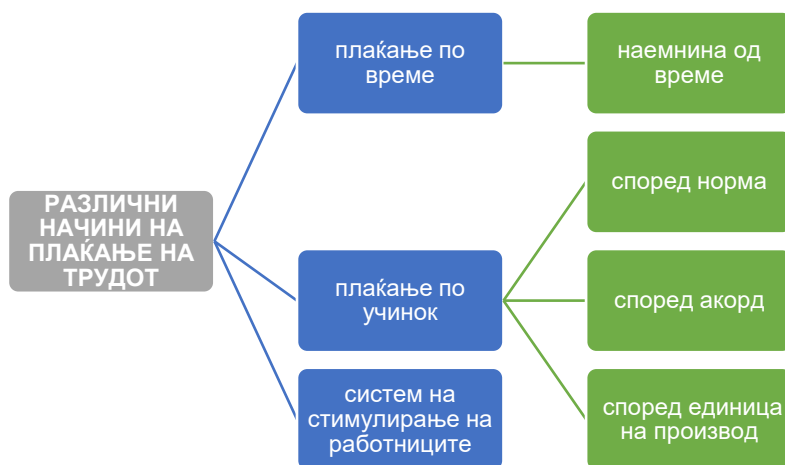 РАЗЛИЧНИ
НАЧИНИ НА
ПЛАЌАЊЕ НА
ТРУДОТ
плаќање по
време
наемнина од
време
плаќање по
учинок
според норма
според акорд
според единица
на производ
систем на
стимулирање на
работниците